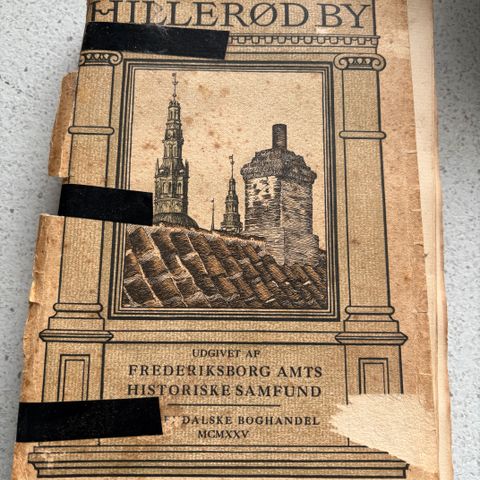 HILLERØD BY
UDGIVET AF
FREDERIKSBORG AMTS
HISTORISKE SAMFUND
DALSKE BOGHANDEL
MCMXXV